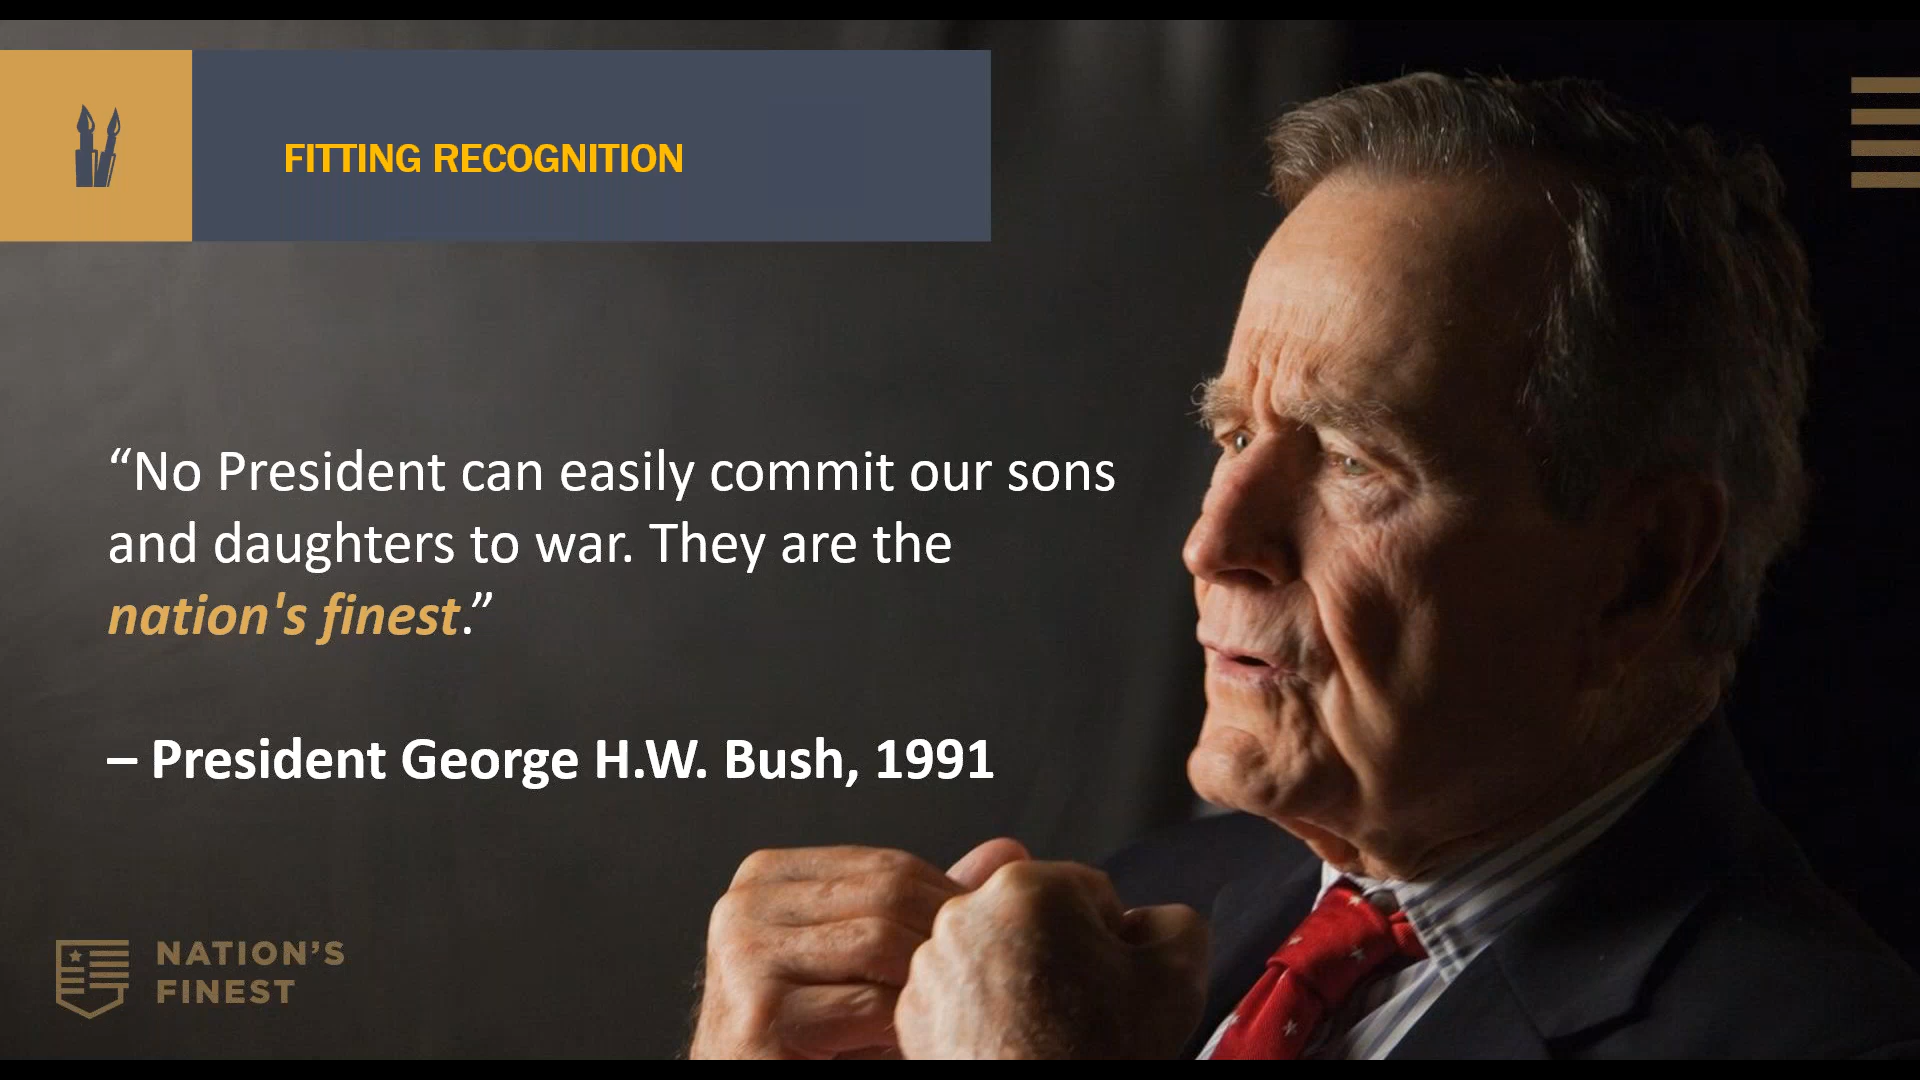 FITTING RECOGNITION
“No President can easily commit our sons
and daughters to war. They are the
nation's finest.”
– President George H.W. Bush, 1991
NATION’S
FINEST